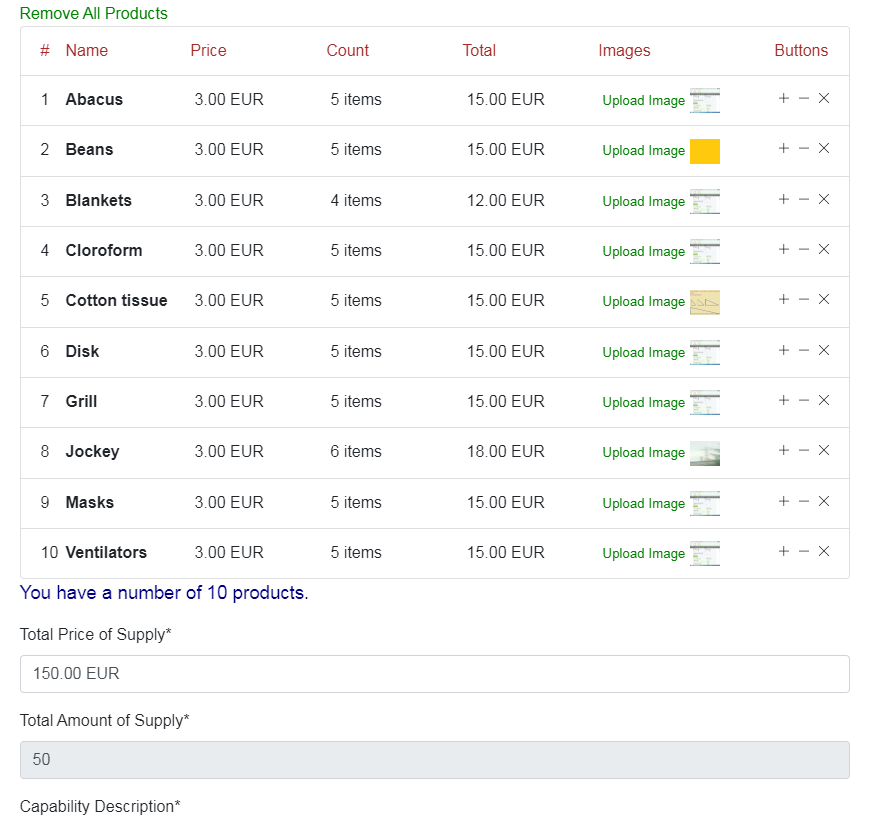 Remove All Products
# Name Price Count Total Images Buttons
1 Abacus 3.00 EUR 5 items 15.00 EUR Upload Image
2 Beans 3.00 EUR 5 items 15.00 EUR Upload Image
3 Blankets 3.00 EUR 4 items 12.00 EUR Upload Image
4 Cloroform 3.00 EUR 5 items 15.00 EUR Upload Image
5 Cotton tissue 3.00 EUR 5 items 15.00 EUR Upload Image
6 Disk 3.00 EUR 5 items 15.00 EUR Upload Image
7 Grill 3.00 EUR 5 items 15.00 EUR Upload Image
8 Jockey 3.00 EUR 6 items 18.00 EUR Upload Image
9 Masks 3.00 EUR 5 items 15.00 EUR Upload Image
10 Ventilators 3.00 EUR 5 items 15.00 EUR Upload Image
You have a number of 10 products.
Total Price of Supply*
150.00 EUR
Total Amount of Supply*
50
Capability Description*